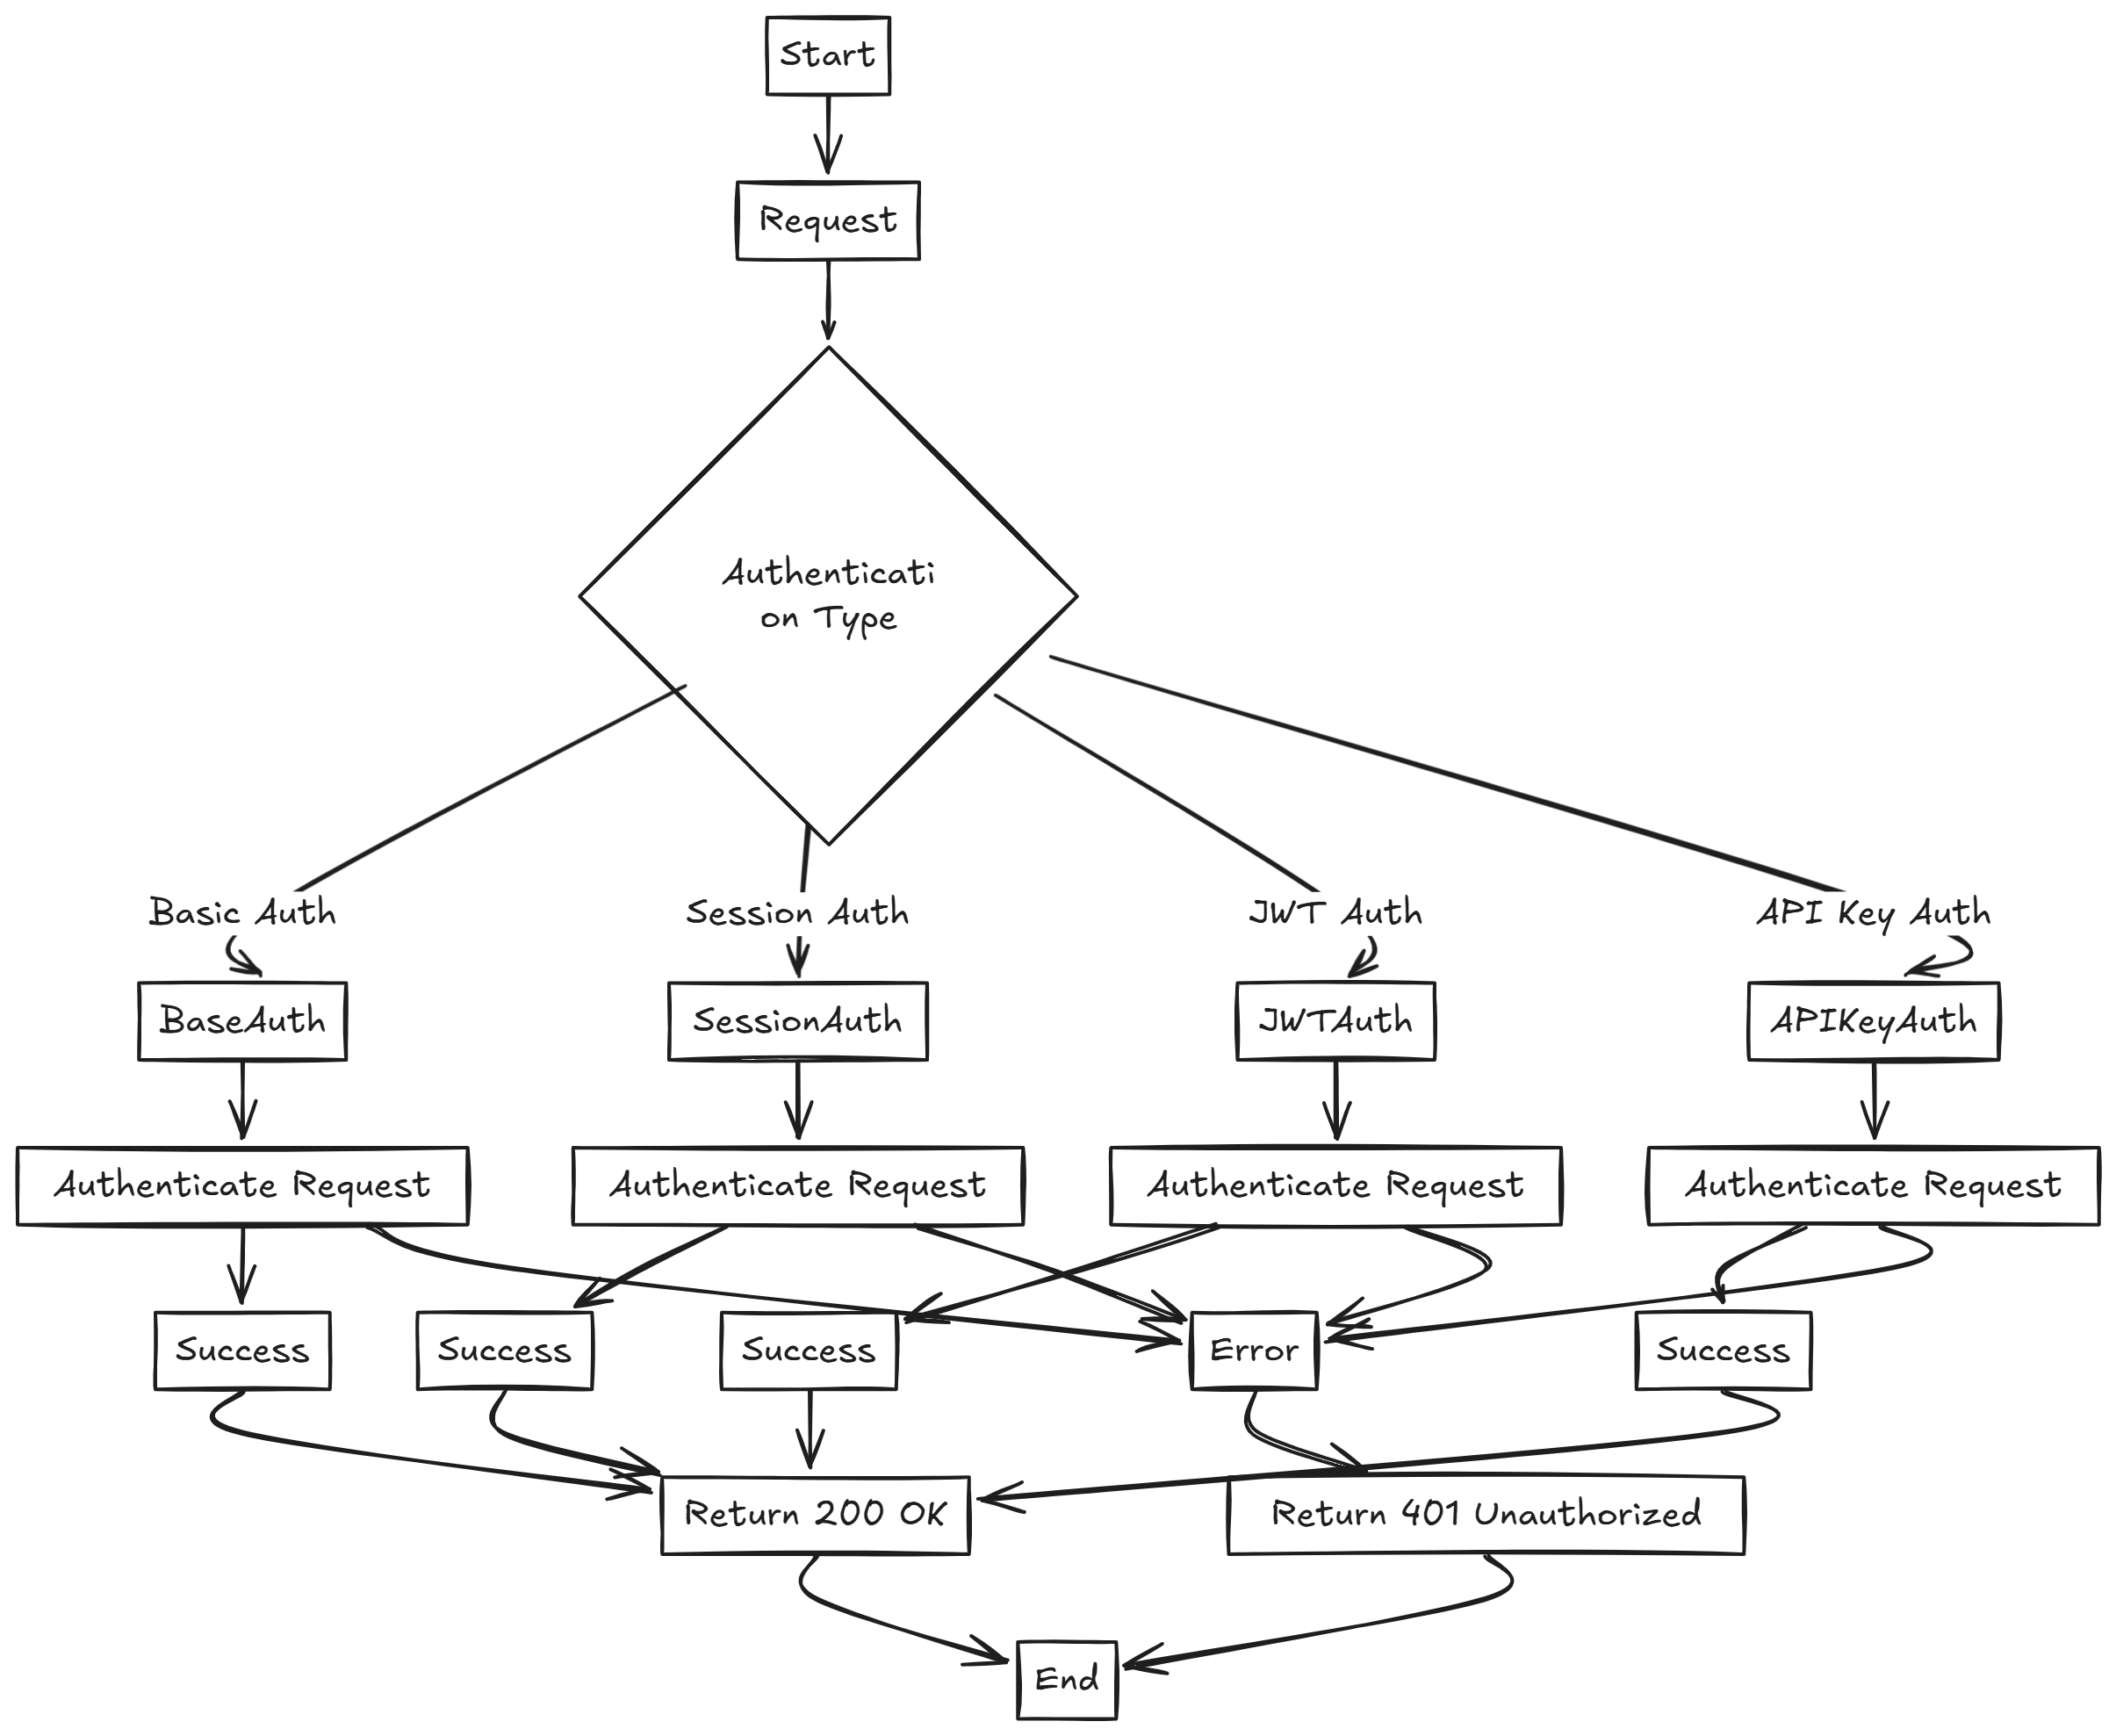 Start
Request
Authenticati
on Type
Basic Auth
Session Auth
JWT Auth
API Key Auth
BaseAuth
SessionAuth
JWTAuth
APIKeyAuth
Authenticate Request
Authenticate Request
Authenticate Request
Authenticate Request
Success
Success
Success
Error
Success
Return 200 OK
Return 401 Unauthorized
End